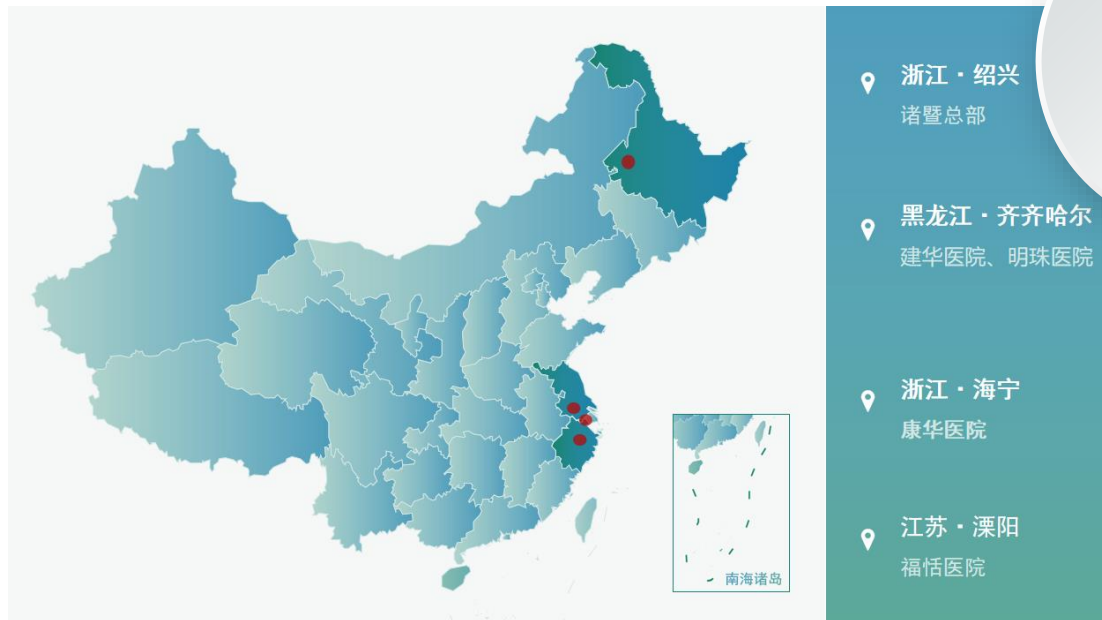 浙江·绍兴
诸暨总部
黑龙江·齐齐哈尔
建华医院、明珠医院
浙江·海宁
康华医院
江苏·溧阳
福恬医院
南海诸岛